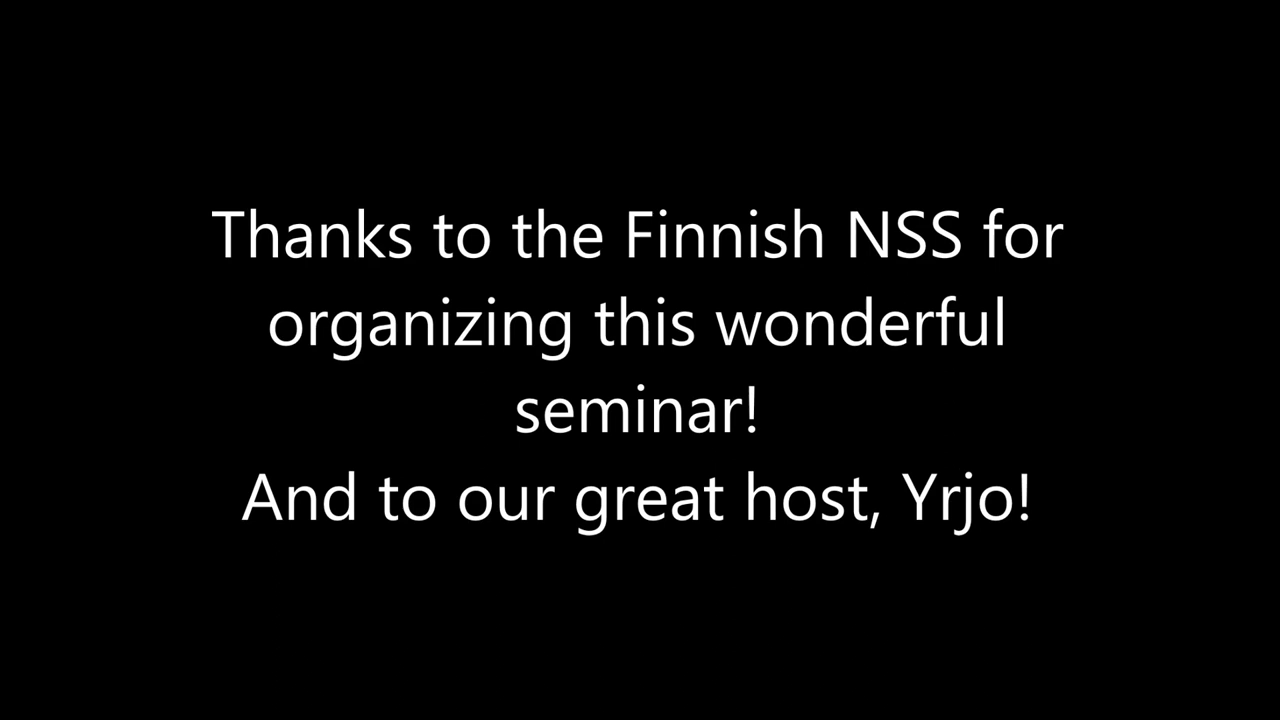 Thanks to the Finnish NSS for
organizing this wonderful
seminar!
And to our great host, Yrjo!